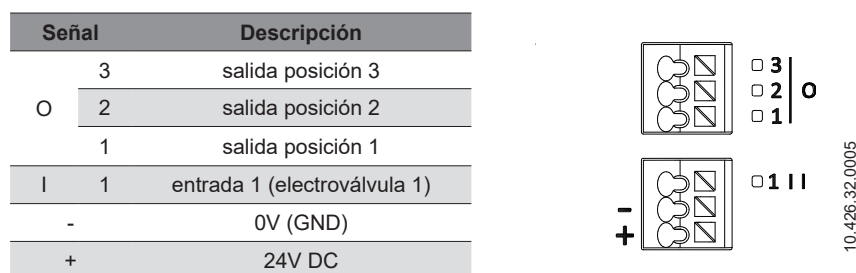 Señal Descripción
3 salida posición 3
O 2 salida posición 2
1 salida posición 1
I 1 entrada 1 (electroválvula 1)
- 0V (GND)
+ 24V DC
3
2 O
1
1 I I
-
+
10.426.32.0005